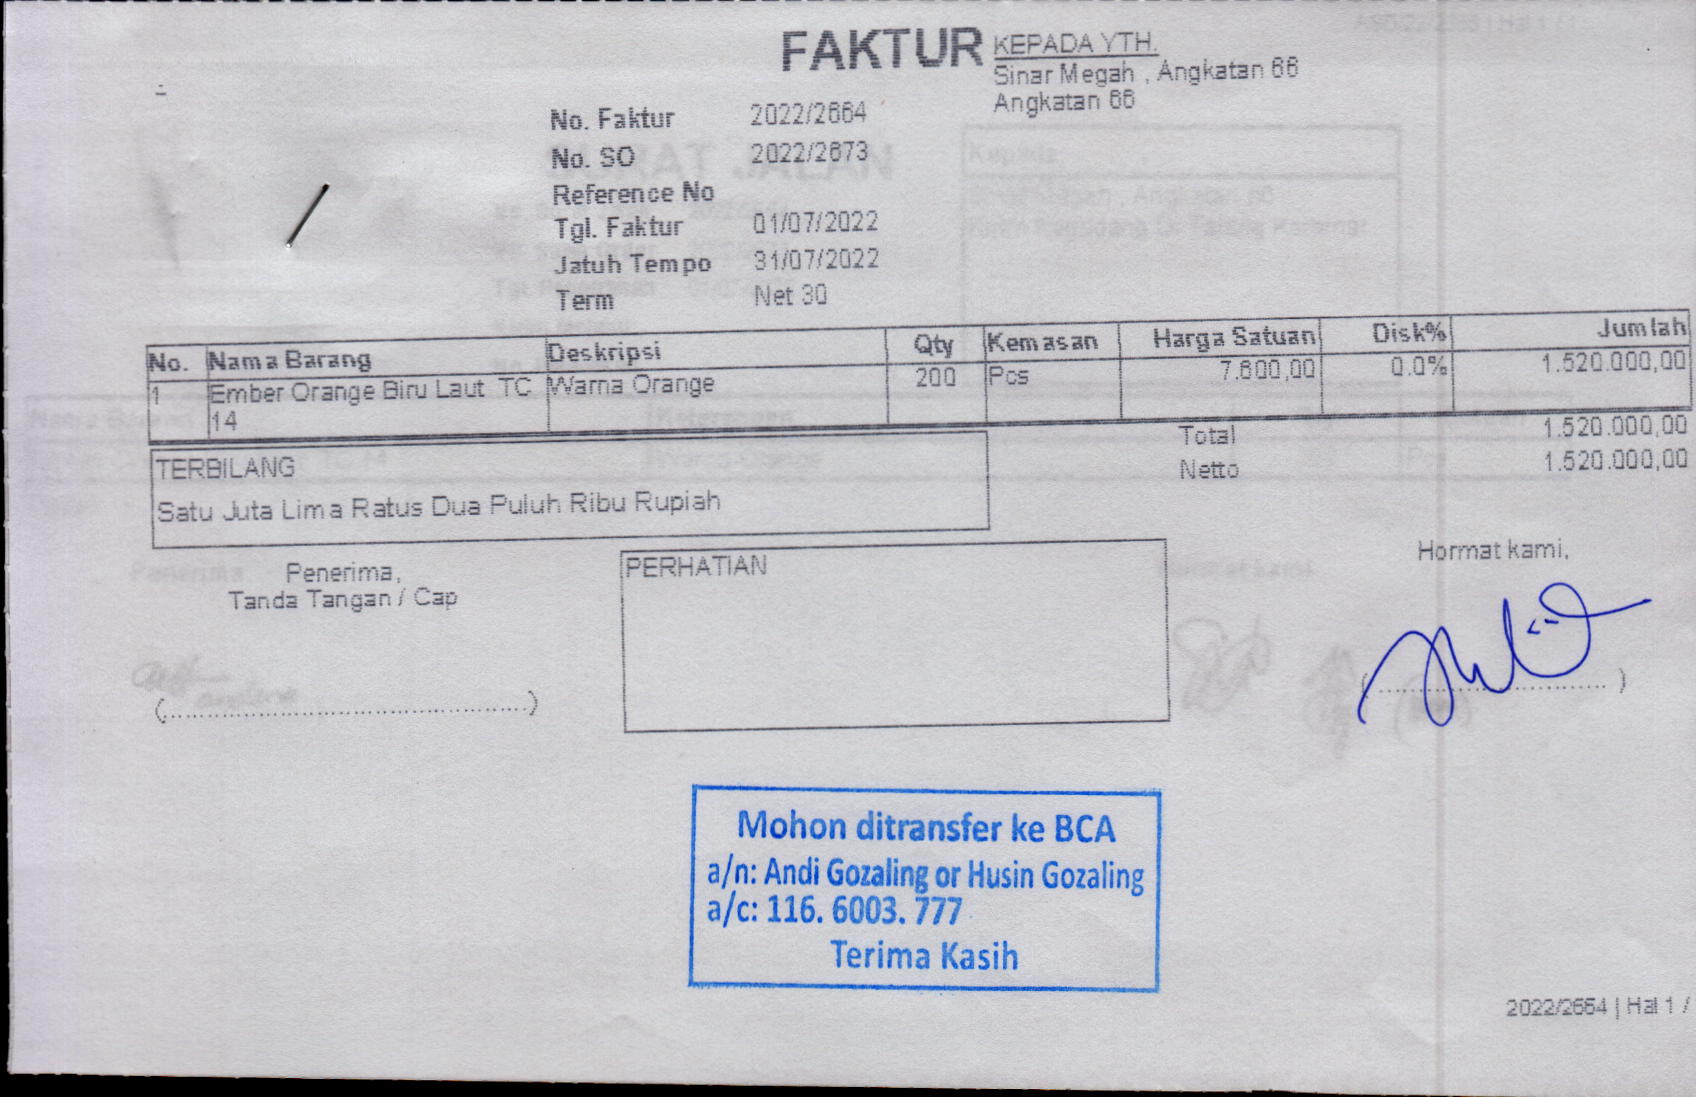 FAKTUR
KEPADA YTH.
Sinar Megah , Angkatan 66
Angkatan 66
No. Faktur 2022/2664
No. SO 2022/2673
Reference No
Tgl. Faktur 01/07/2022
Jatuh Tempo 31/07/2022
Term Net 30
No. Nama Barang Deskripsi Qty Kemasan Harga Satuan Disk% Jumlah
1 Ember Orange Biru Laut TC Warna Orange 200 Pcs 7.600,00 0.0% 1.520.000,00
14
Total 1.520.000,00
Netto 1.520.000,00
TERBILANG
Satu Juta Lima Ratus Dua Puluh Ribu Rupiah
Penerima,
Tanda Tangan / Cap
(........................................)
PERHATIAN
Hormat kami,
(........................................)
Mohon ditransfer ke BCA
a/n: Andi Gozaling or Husin Gozaling
a/c: 116. 6003. 777
Terima Kasih
2022/2664 | Hal 1 /